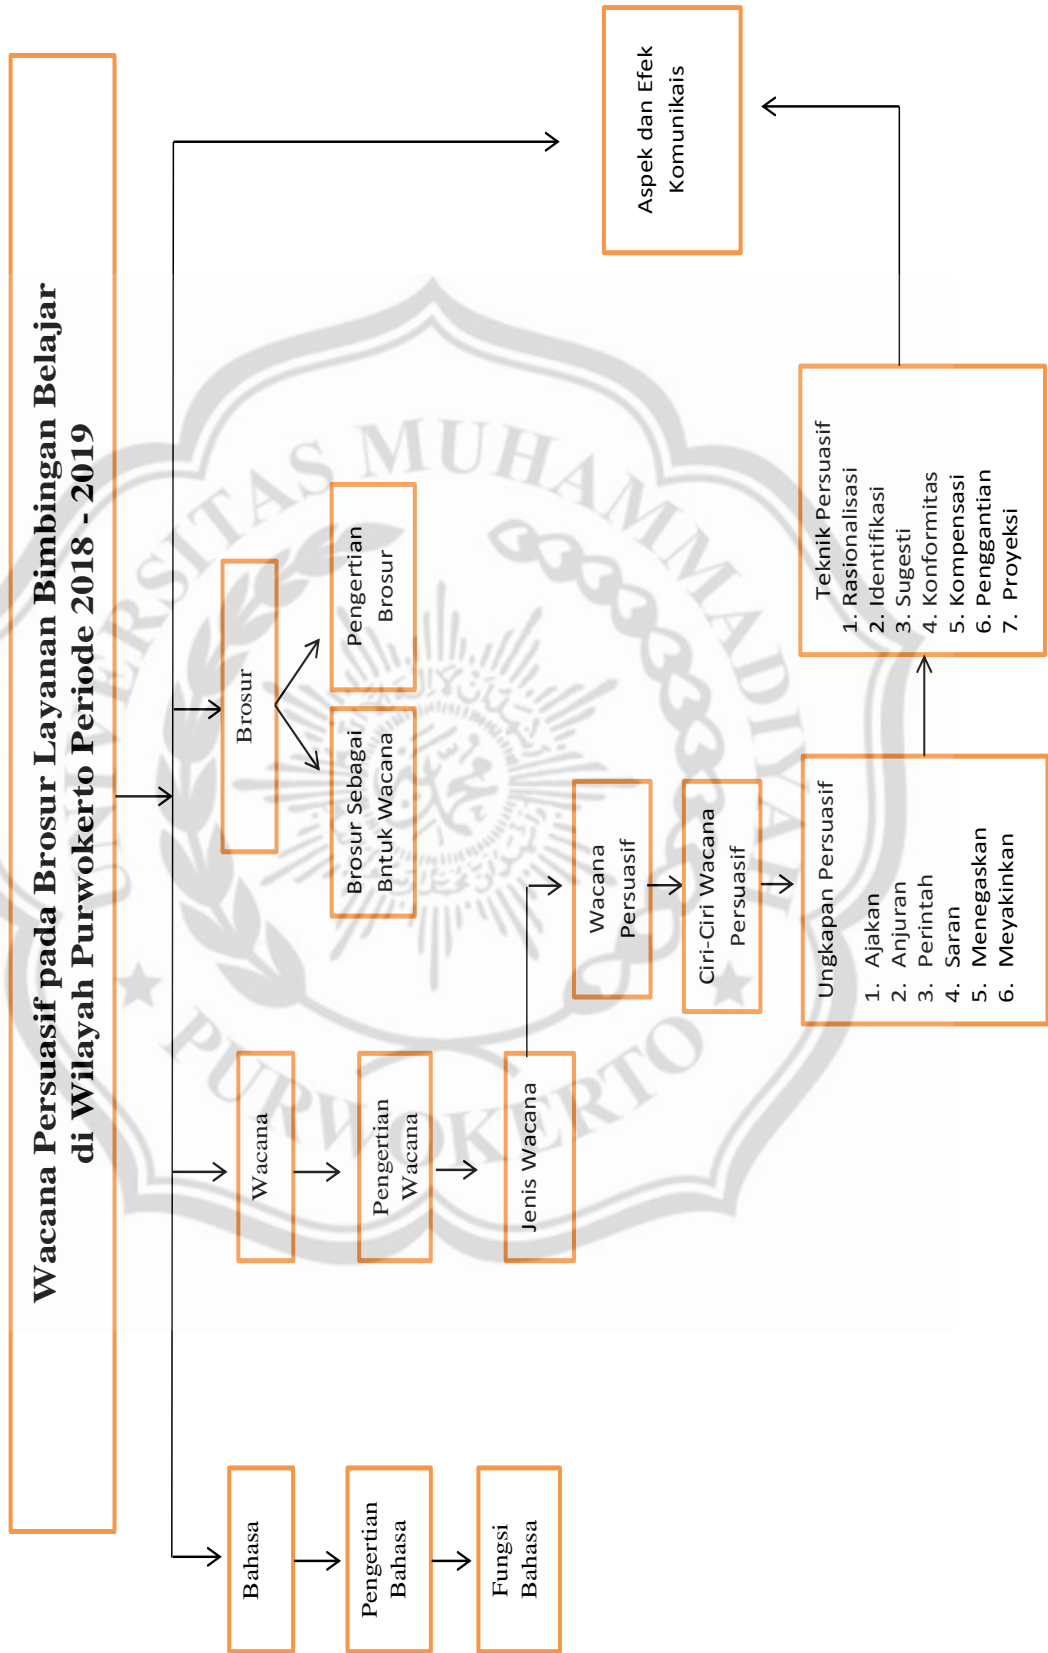 Wacana Persuasif pada Brosur Layanan Bimbingan Belajar
di Wilayah Purwokerto Periode 2018 - 2019
Bahasa
Pengertian
Bahasa
Fungsi
Bahasa
Wacana
Pengertian
Wacana
Jenis Wacana
Brosur
Brosur Sebagai
Bntuk Wacana
Pengertian
Brosur
Wacana
Persuasif
Ciri-Ciri Wacana
Persuasif
Ungkapan Persuasif
1. Ajakan
2. Anjuran
3. Perintah
4. Saran
5. Menegaskan
6. Meyakinkan
Teknik Persuasif
1. Rasionalisasi
2. Identifikasi
3. Sugesti
4. Konformitas
5. Kompensasi
6. Penggantian
7. Proyeksi
Aspek dan Efek
Komunikais
UNIVERSITAS MUHAMMADIYAH
PURWOKERTO